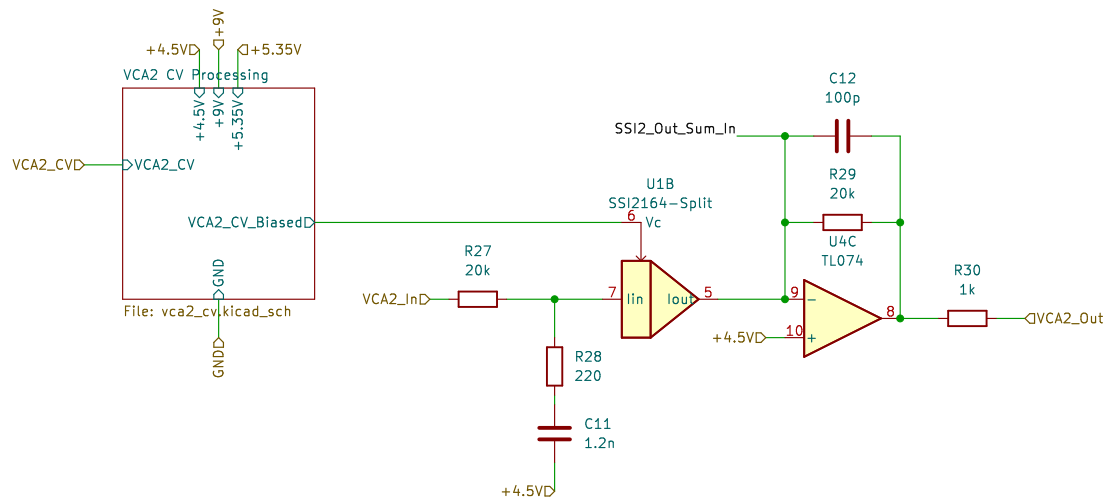 +9V
+4.5V
+5.35V
VCA2 CV Processing
+4.5V
+9V
+5.35V
VCA2_CV
VCA2_CV
VCA2_CV_Biased
GND
File: vca2_cv.kicad_sch
GND
C12
100p
SSI2_Out_Sum_In
R29
20k
U1B
SSI2164-Split
6
Vc
U4C
TL074
R27
20k
VCA2_In
7
Iin
Iout
5
9
-
10
+
8
+4.5V
R30
1k
VCA2_Out
R28
220
C11
1.2n
+4.5V